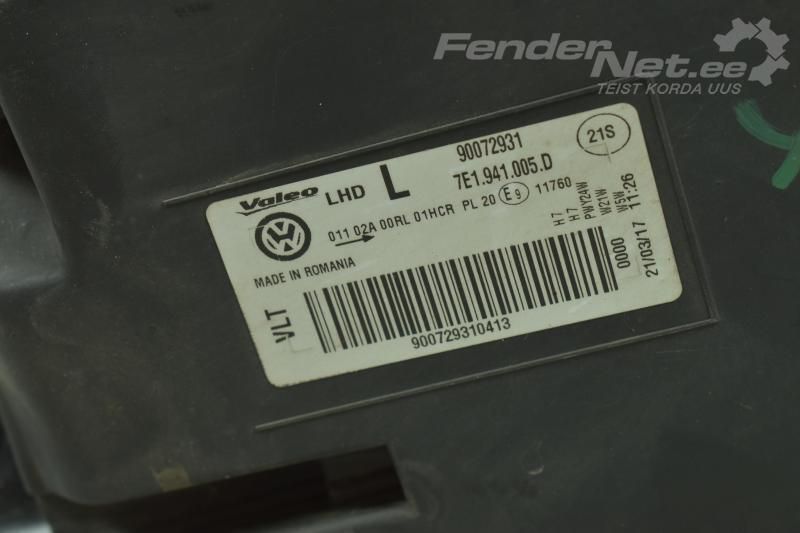 FenderNet.ee
TEIST KORDA UUS
Valeo LHD L 90072931
7E1.941.005.D
21S
011 02A 00RL 01HCR PL 20 E9 11760
H7
H7
PWY24W
W21W
W5W
0000
21/03/17 11:26
MADE IN ROMANIA
VLT
900729310413